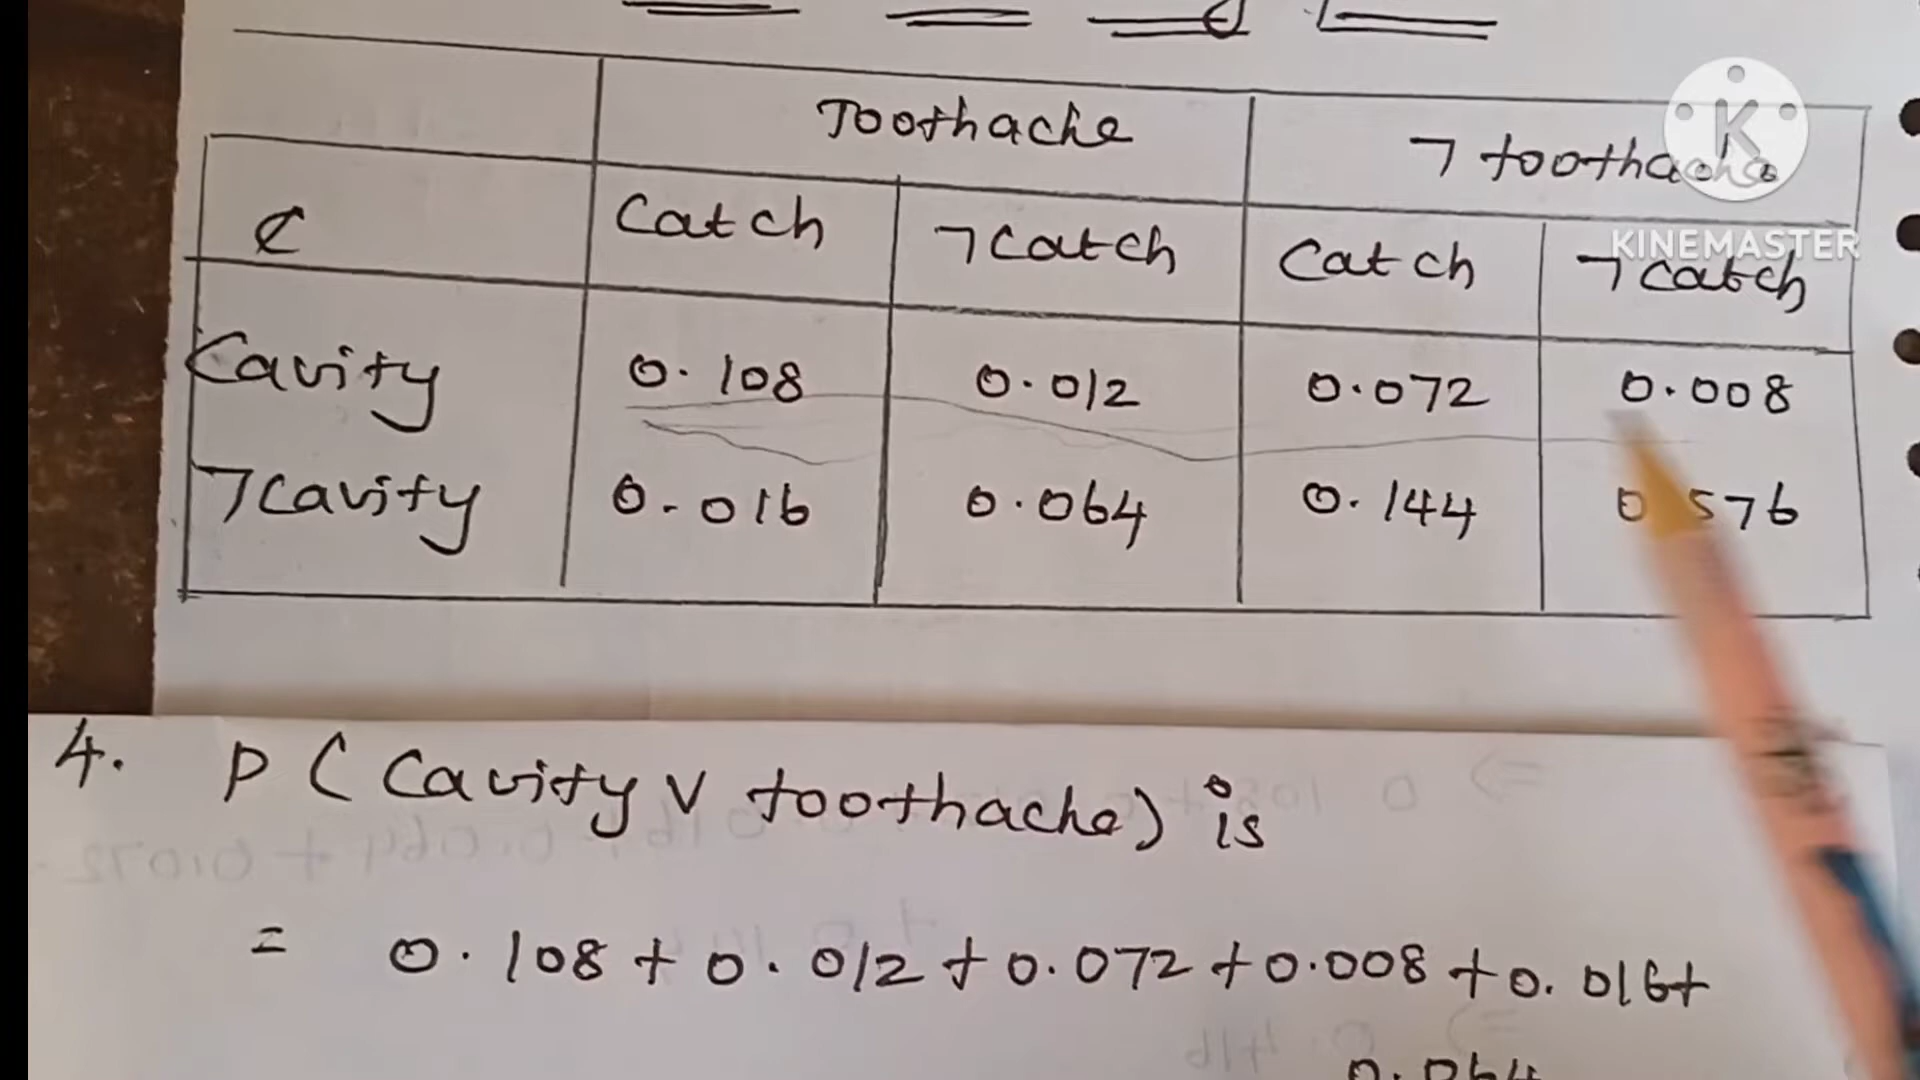 Toothache
¬ toothache
K
KINEMASTER
¢ Catch ¬catch Catch ¬catch
Cavity 0.108 0.012 0.072 0.008
¬cavity 0.016 0.064 0.144 0.576
4. P (Cavity ∨ toothache) is
= 0.108 + 0.012 + 0.072 + 0.008 + 0.016+
0.064